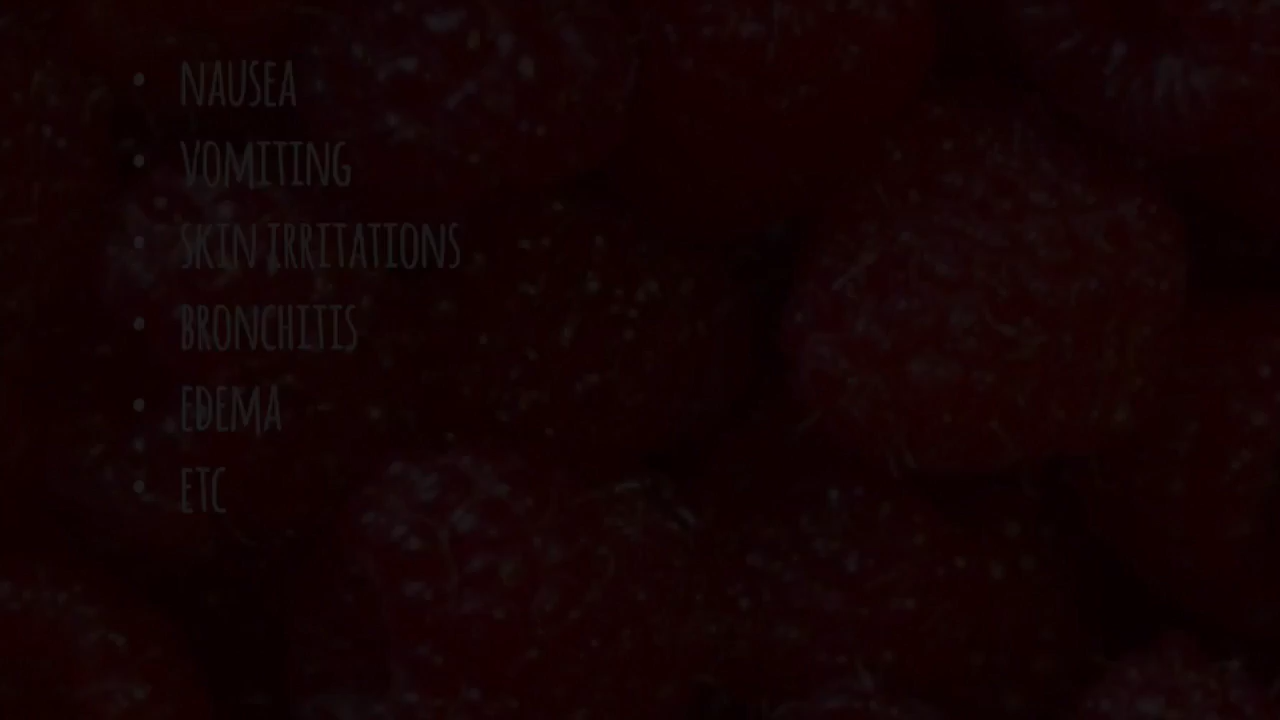 • NAUSEA
• VOMITING
• SKIN IRRITATIONS
• BRONCHITIS
• EDEMA
• ETC